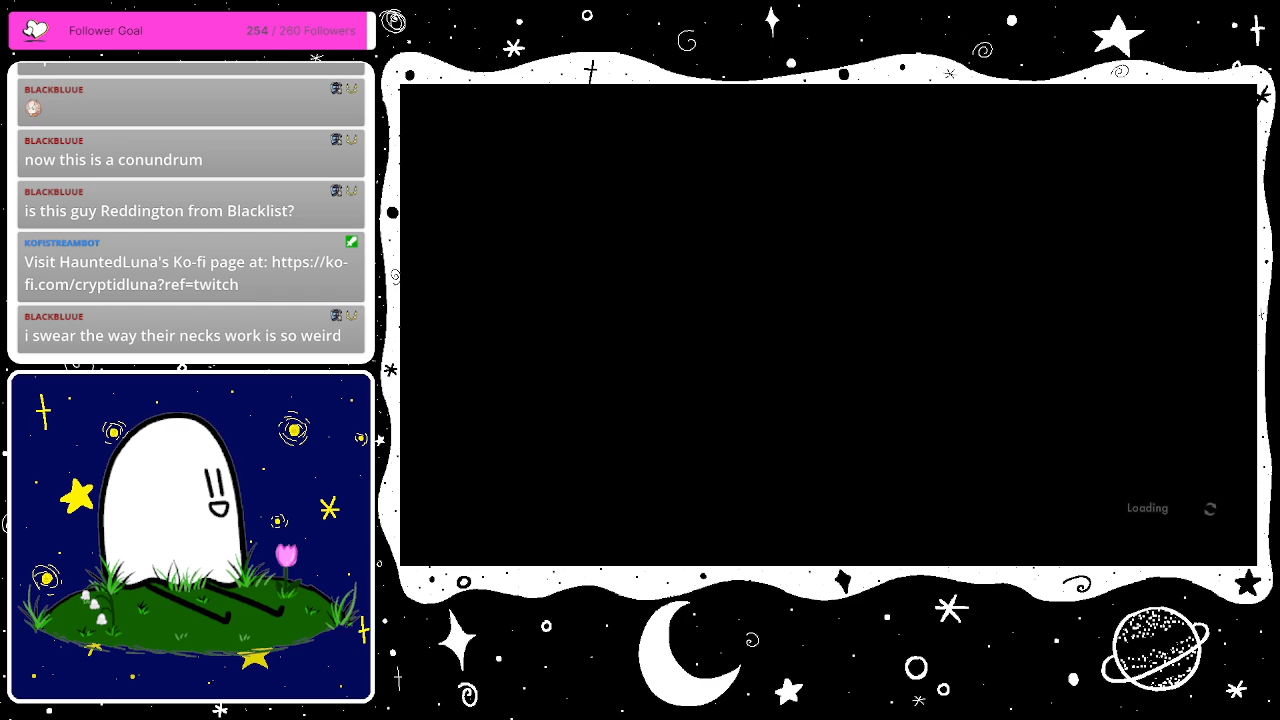 Follower Goal 254 / 260 Followers
BLACKBLUUE
BLACKBLUUE
now this is a conundrum
BLACKBLUUE
is this guy Reddington from Blacklist?
KOFISTREAMBOT
Visit HauntedLuna's Ko-fi page at: https://ko-
fi.com/cryptidluna?ref=twitch
BLACKBLUUE
i swear the way their necks work is so weird
Loading